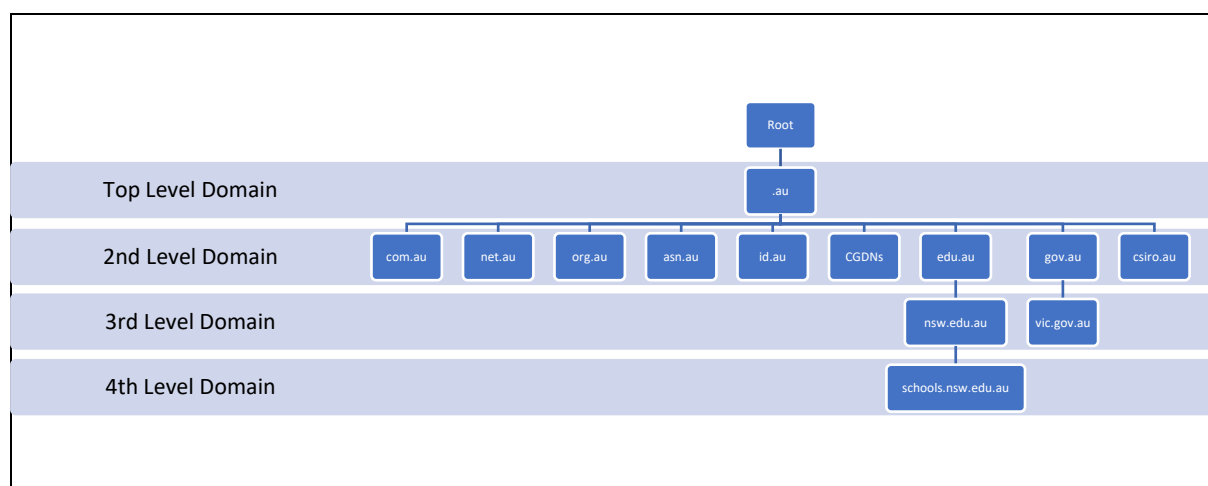 Root
Top Level Domain
.au
2nd Level Domain
com.au
net.au
org.au
asn.au
id.au
CGDNs
edu.au
gov.au
csiro.au
3rd Level Domain
nsw.edu.au
vic.gov.au
4th Level Domain
schools.nsw.edu.au